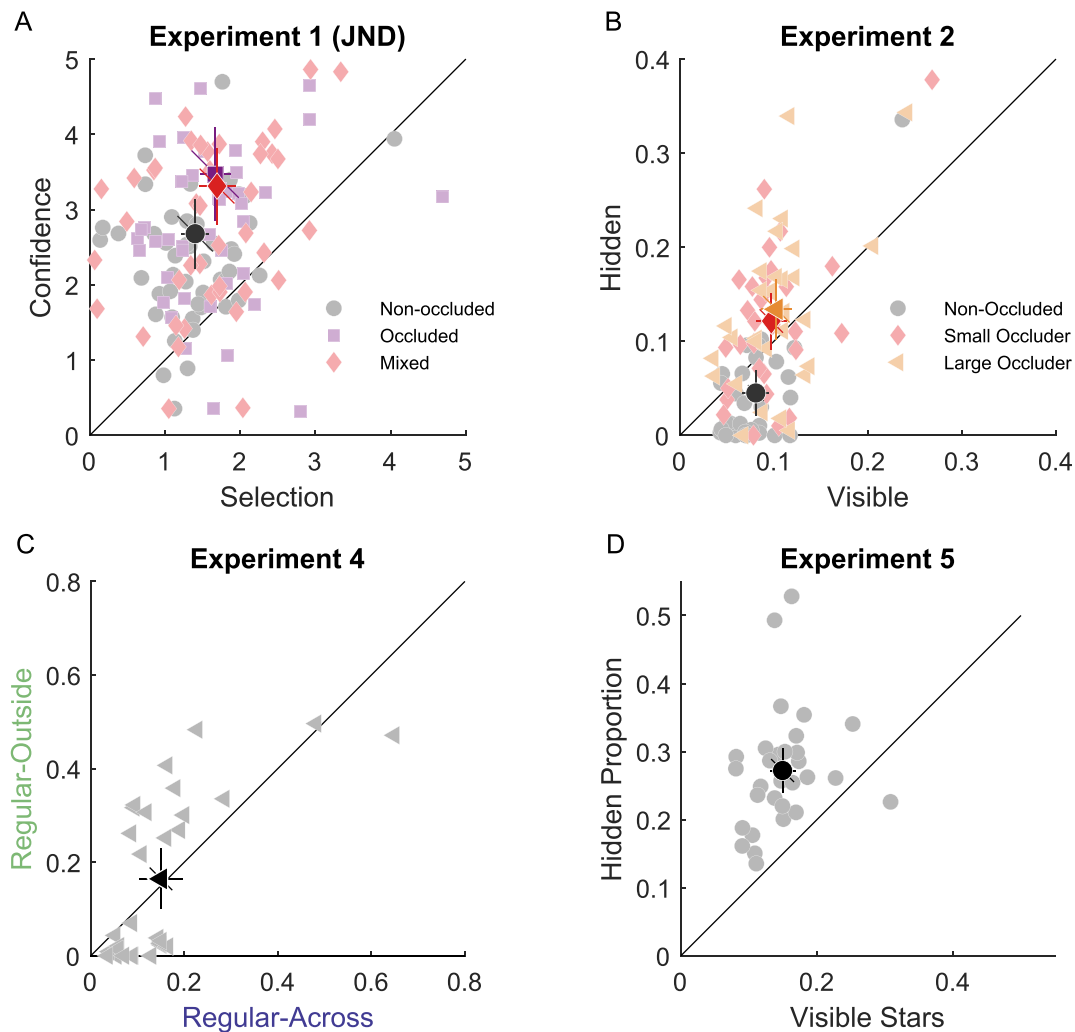 A
Experiment 1 (JND)
5
4
3
2
1
0
Confidence
Non-occluded
Occluded
Mixed
0 1 2 3 4 5
Selection
B
Experiment 2
0.4
0.3
0.2
0.1
0
Hidden
Non-Occluded
Small Occluder
Large Occluder
0 0.1 0.2 0.3 0.4
Visible
C
Experiment 4
0.8
0.6
0.4
0.2
0
Regular-Outside
0 0.2 0.4 0.6 0.8
Regular-Across
D
Experiment 5
0.5
0.4
0.3
0.2
0.1
0
Hidden Proportion
0 0.2 0.4
Visible Stars